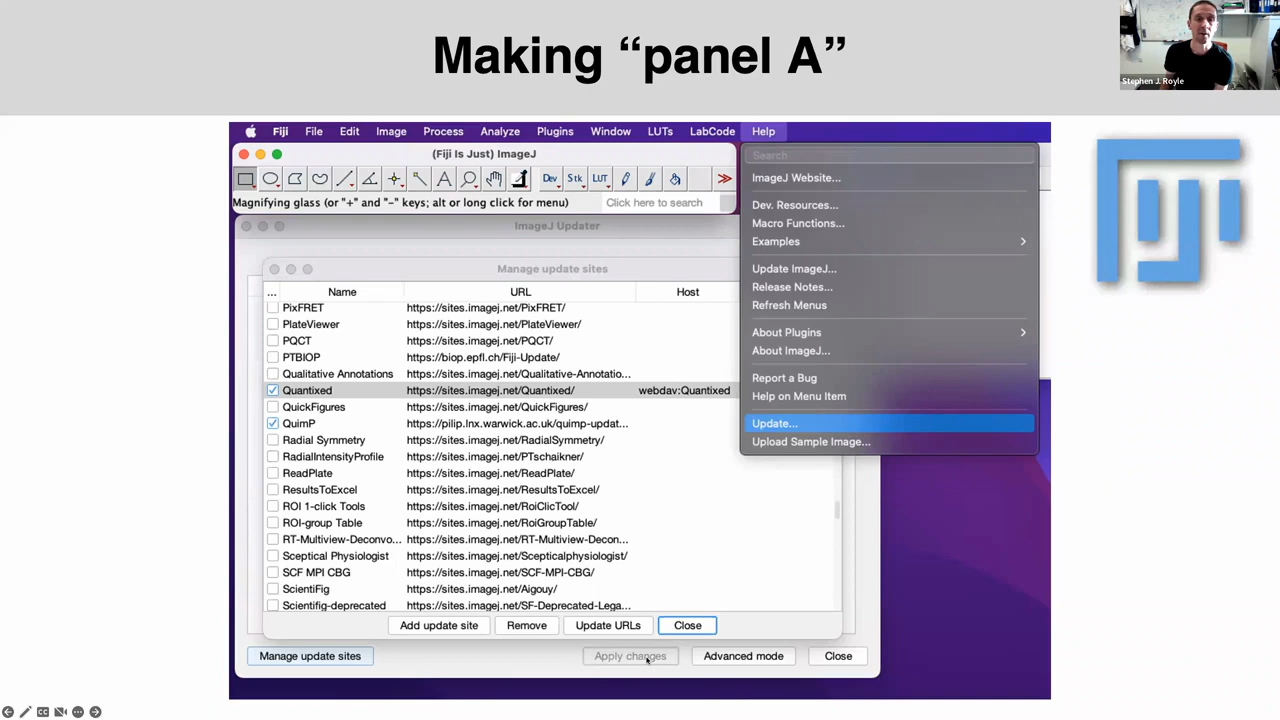 Making “panel A”
Stephen J. Royle
Fiji File Edit Image Process Analyze Plugins Window LUTs LabCode Help
(Fiji Is Just) ImageJ
Dev Stk LUT
Magnifying glass (or "+" and "-" keys; alt or long click for menu) Click here to search
ImageJ Updater
Manage update sites
... Name URL Host
PixFRET https://sites.imagej.net/PixFRET/
PlateViewer https://sites.imagej.net/PlateViewer/
PQCT https://sites.imagej.net/PQCT/
PTBIOP https://biop.epfl.ch/Fiji-Update/
Qualitative Annotations https://sites.imagej.net/Qualitative-Annotatio...
Quantixed https://sites.imagej.net/Quantixed/ webdav:Quantixed
QuickFigures https://sites.imagej.net/QuickFigures/
QuimP https://pilip.lnx.warwick.ac.uk/quimp-updat...
Radial Symmetry https://sites.imagej.net/RadialSymmetry/
RadialIntensityProfile https://sites.imagej.net/PTschaikner/
ReadPlate https://sites.imagej.net/ReadPlate/
ResultsToExcel https://sites.imagej.net/ResultsToExcel/
ROI 1-click Tools https://sites.imagej.net/RoiClicTool/
ROI-group Table https://sites.imagej.net/RoiGroupTable/
RT-Multiview-Deconvo... https://sites.imagej.net/RT-Multiview-Decon...
Sceptical Physiologist https://sites.imagej.net/Scepticalphysiologist/
SCF MPI CBG https://sites.imagej.net/SCF-MPI-CBG/
ScientiFig https://sites.imagej.net/Aigouy/
Scientifig-deprecated https://sites.imagej.net/SF-Deprecated-Lega...
Add update site Remove Update URLs Close
Manage update sites Apply changes Advanced mode Close
Search
ImageJ Website...
Dev. Resources...
Macro Functions...
Examples
Update ImageJ...
Release Notes...
Refresh Menus
About Plugins
About ImageJ...
Report a Bug
Help on Menu Item
Update...
Upload Sample Image...
CC